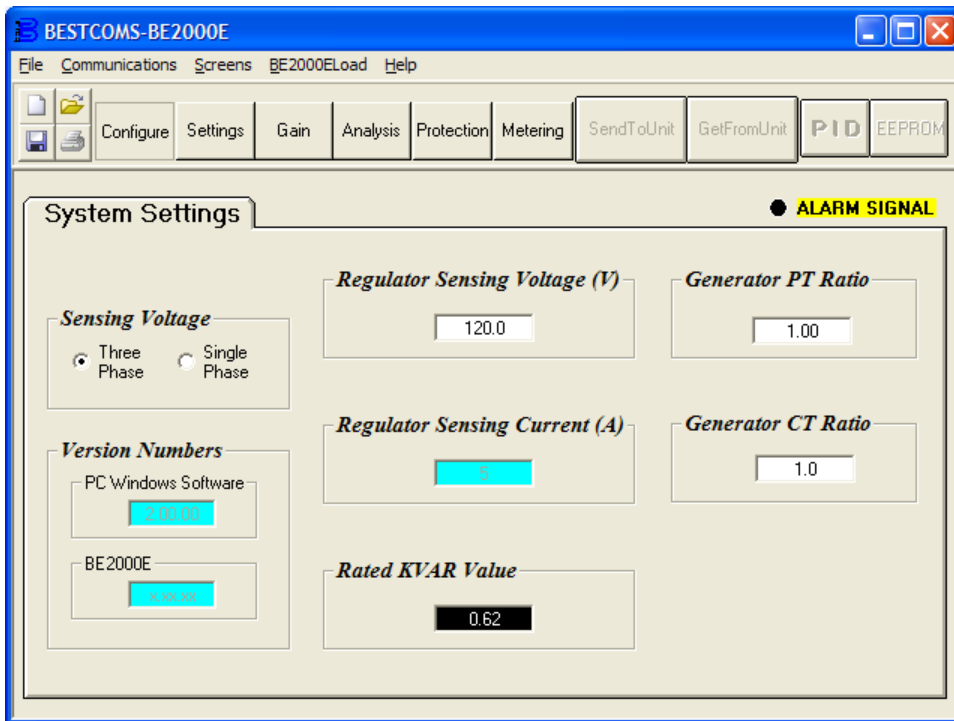 BESTCOMS-BE2000E
File Communications Screens BE2000ELoad Help
Configure Settings Gain Analysis Protection Metering SendToUnit GetFromUnit PID EEPROM
System Settings
ALARM SIGNAL
Sensing Voltage
Three Phase
Single Phase
Version Numbers
PC Windows Software
2.00.00
BE2000E
x.xx.xx
Regulator Sensing Voltage (V)
120.0
Regulator Sensing Current (A)
5
Rated KVAR Value
0.62
Generator PT Ratio
1.00
Generator CT Ratio
1.0